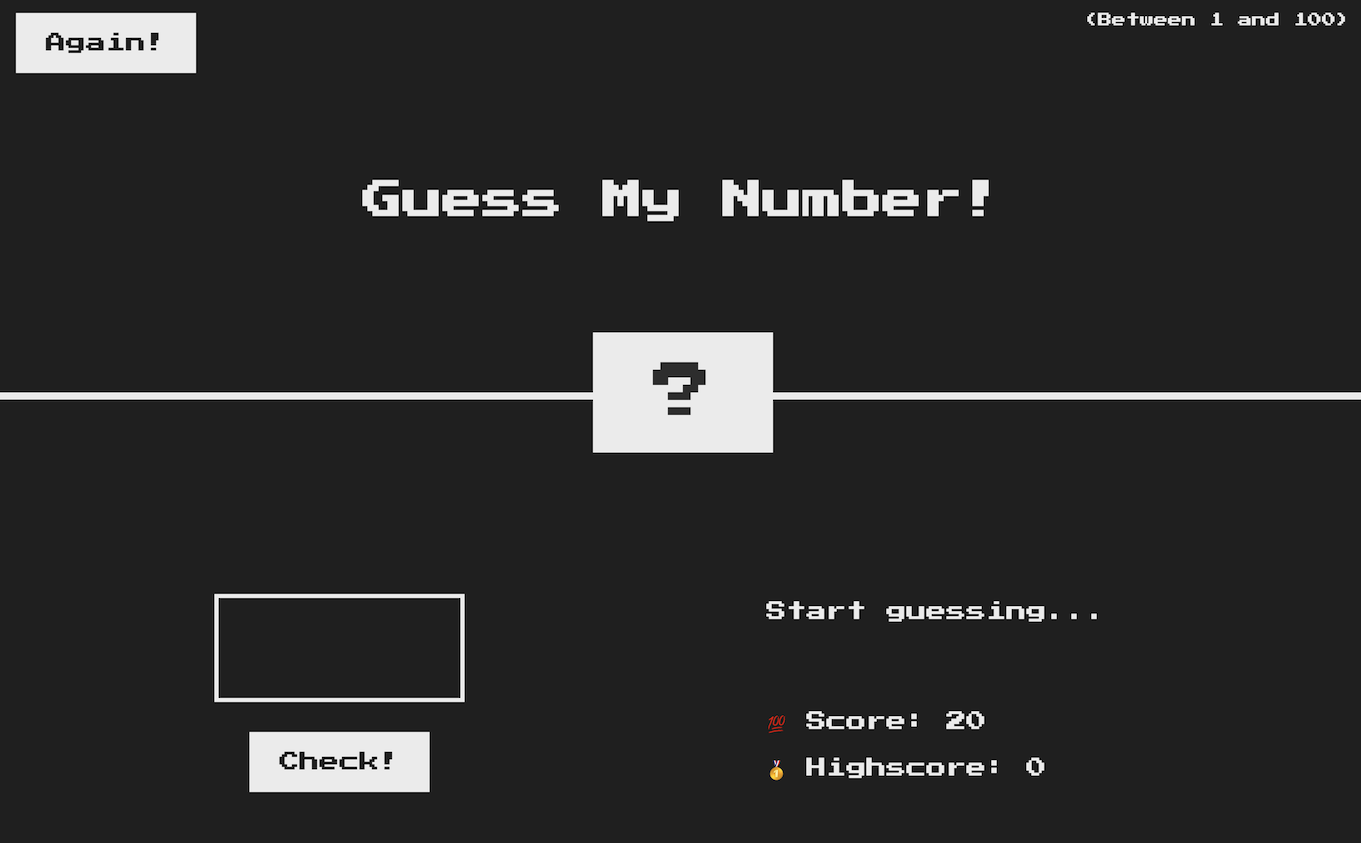 Again!
(Between 1 and 100)
Guess My Number!
?
Start guessing...
Check!
💯 Score: 20
🥇 Highscore: 0